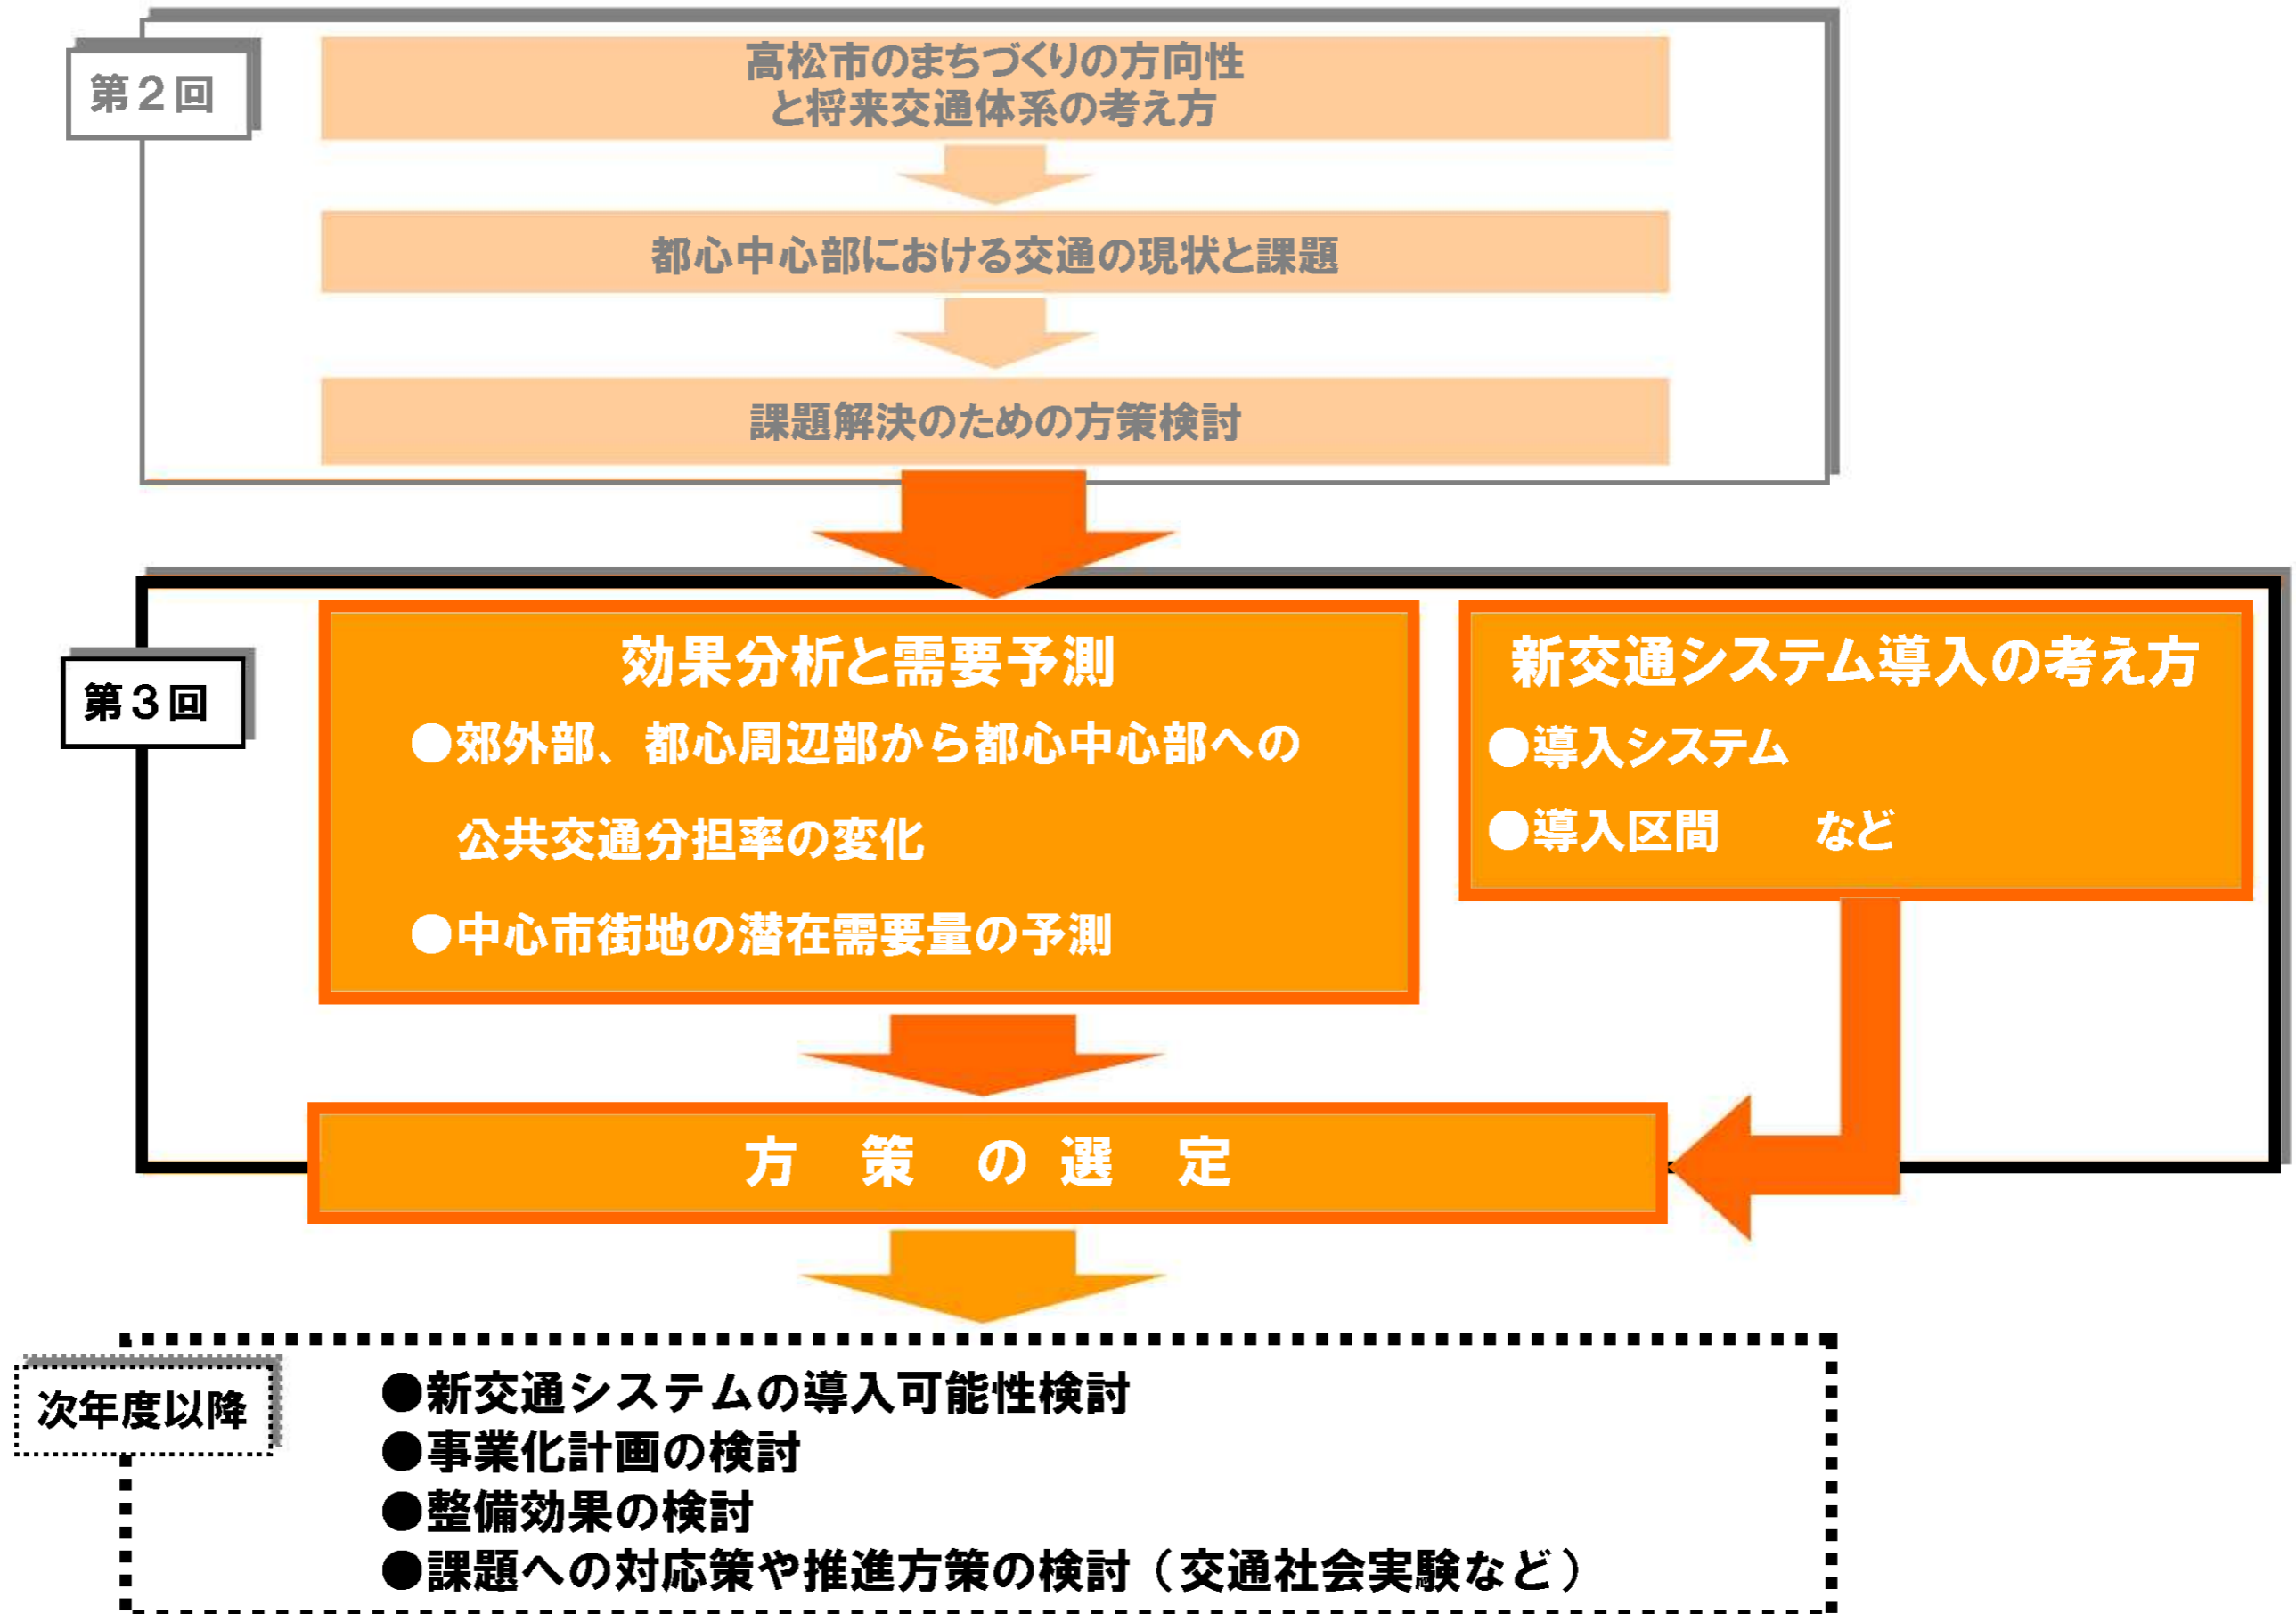 第２回
高松市のまちづくりの方向性
と将来交通体系の考え方
都心中心部における交通の現状と課題
課題解決のための方策検討
第３回
効果分析と需要予測
●郊外部、都心周辺部から都心中心部への
公共交通分担率の変化
●中心市街地の潜在需要量の予測
新交通システム導入の考え方
●導入システム
●導入区間　　など
方　策　の　選　定
次年度以降
●新交通システムの導入可能性検討
●事業化計画の検討
●整備効果の検討
●課題への対応策や推進方策の検討（交通社会実験など）